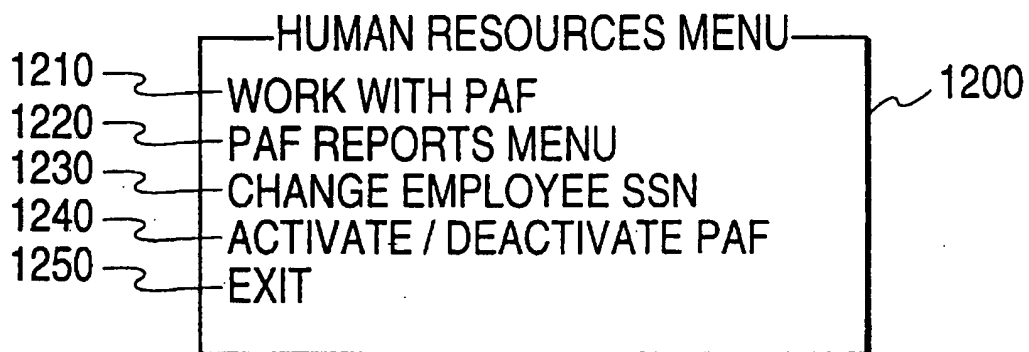 HUMAN RESOURCES MENU
1210 WORK WITH PAF 1200
1220 PAF REPORTS MENU
1230 CHANGE EMPLOYEE SSN
1240 ACTIVATE / DEACTIVATE PAF
1250 EXIT